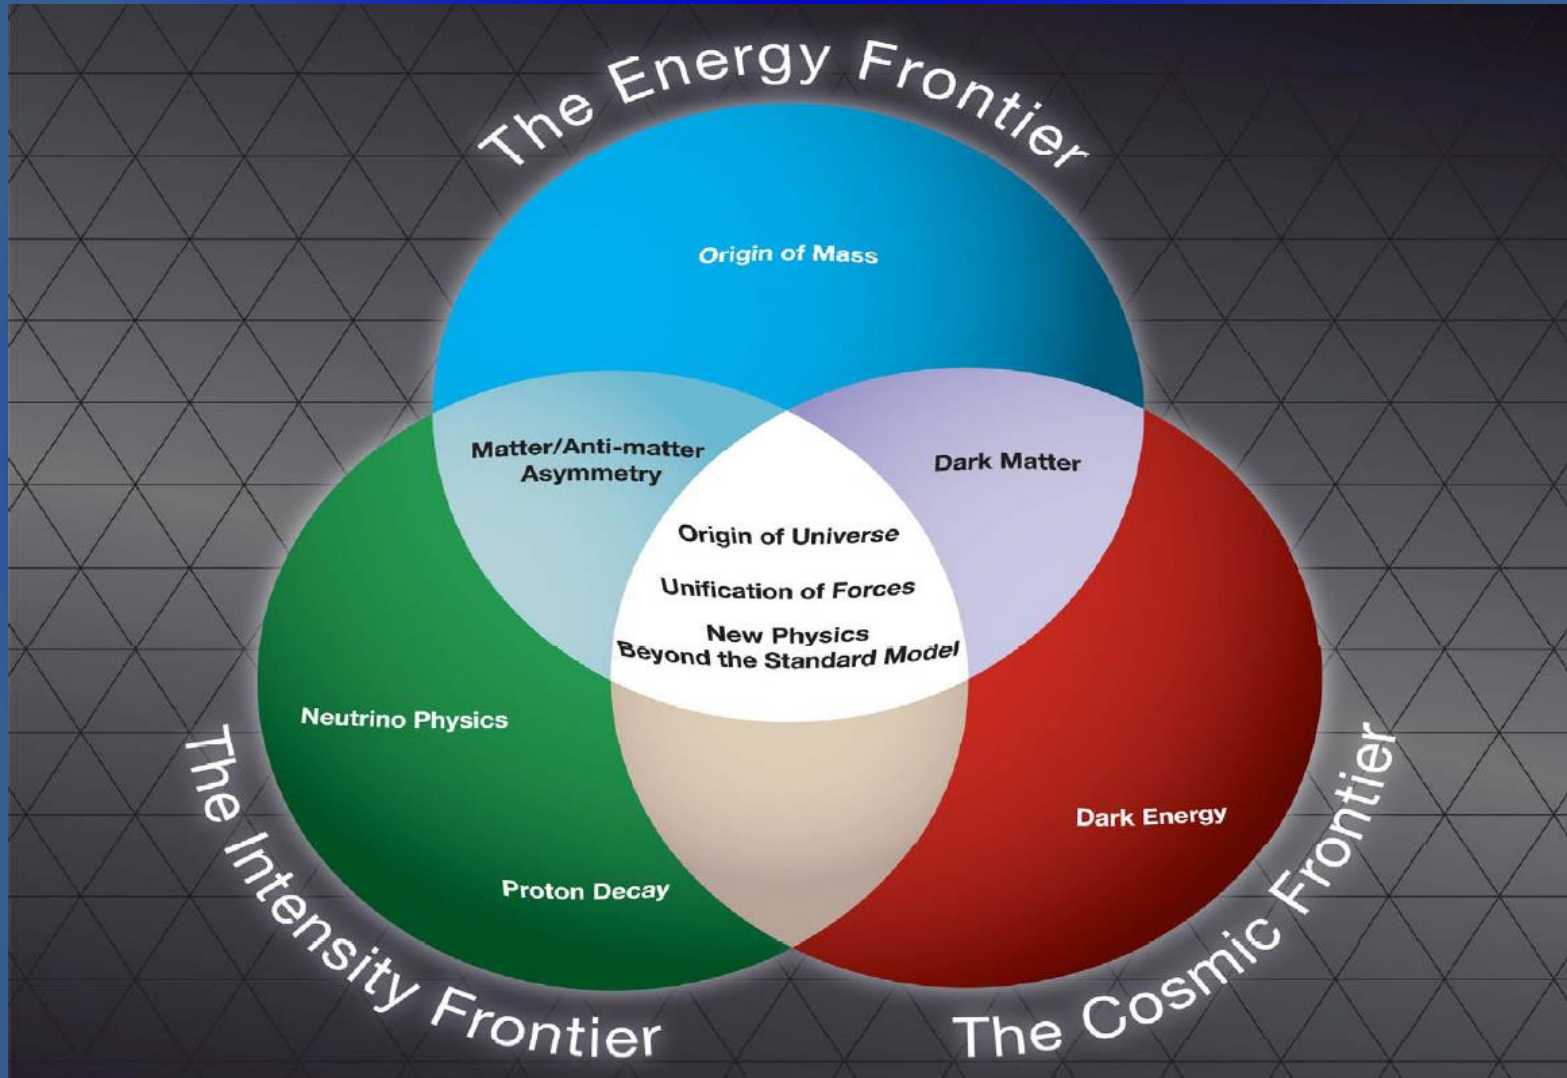 The Energy Frontier
Origin of Mass
Matter/Anti-matter
Asymmetry
Dark Matter
Origin of Universe
Unification of Forces
New Physics
Beyond the Standard Model
Neutrino Physics
Dark Energy
Proton Decay
The Intensity Frontier
The Cosmic Frontier